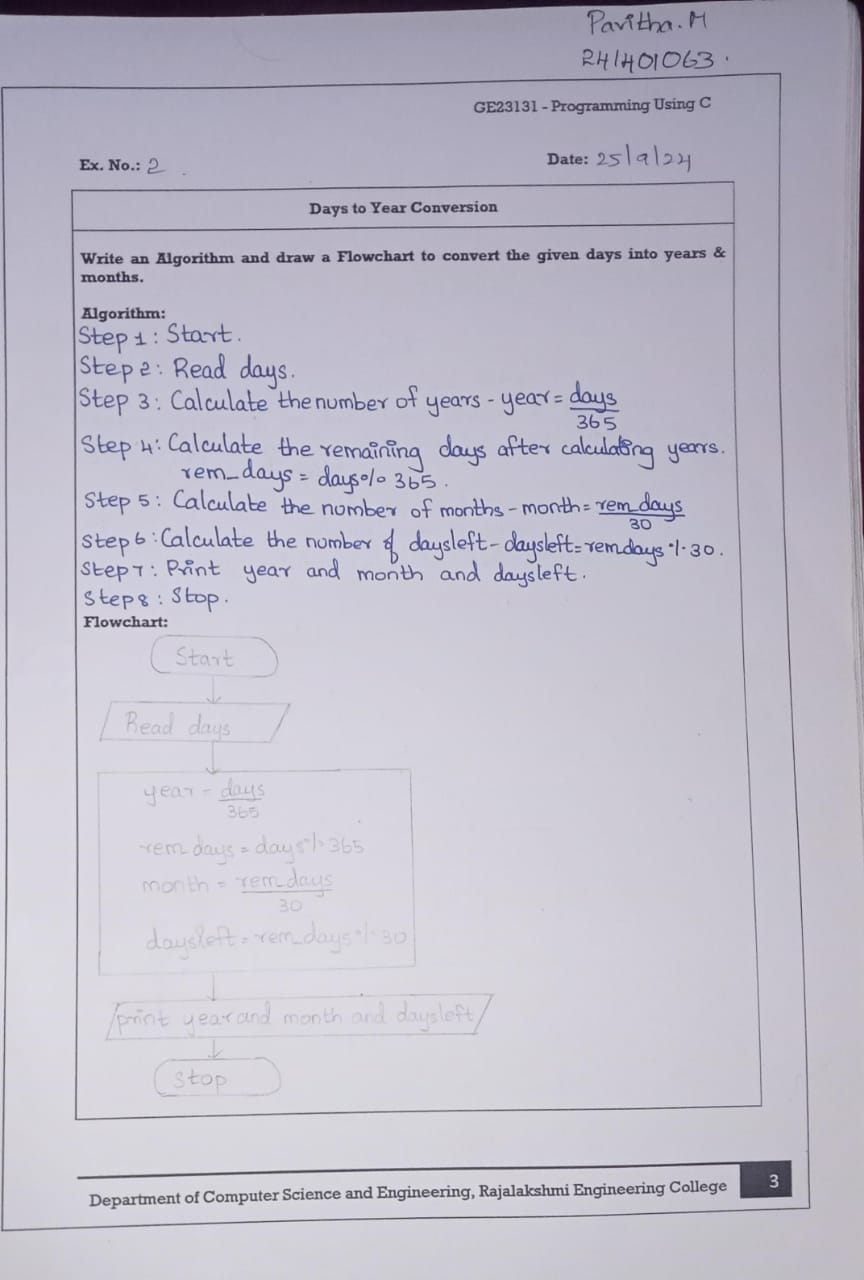 Pavitha.M
241401063.
GE23131 - Programming Using C
Ex. No.: 2.
Date: 25/9/24
Days to Year Conversion
Write an Algorithm and draw a Flowchart to convert the given days into years &
months.
Algorithm:
Step 1: Start.
Step 2: Read days.
Step 3: Calculate the number of years - year = days
365
Step 4: Calculate the remaining days after calculating years.
rem_days = days % 365.
Step 5: Calculate the number of months - month = rem_days
30
Step 6: Calculate the number of daysleft - daysleft = remdays % 30.
Step 7: Print year and month and daysleft.
Step 8: Stop.
Flowchart:
Start
Read days
year = days
365
rem_days = days % 365
month = rem_days
30
daysleft = rem_days % 30
print year and month and daysleft
Stop
Department of Computer Science and Engineering, Rajalakshmi Engineering College
3